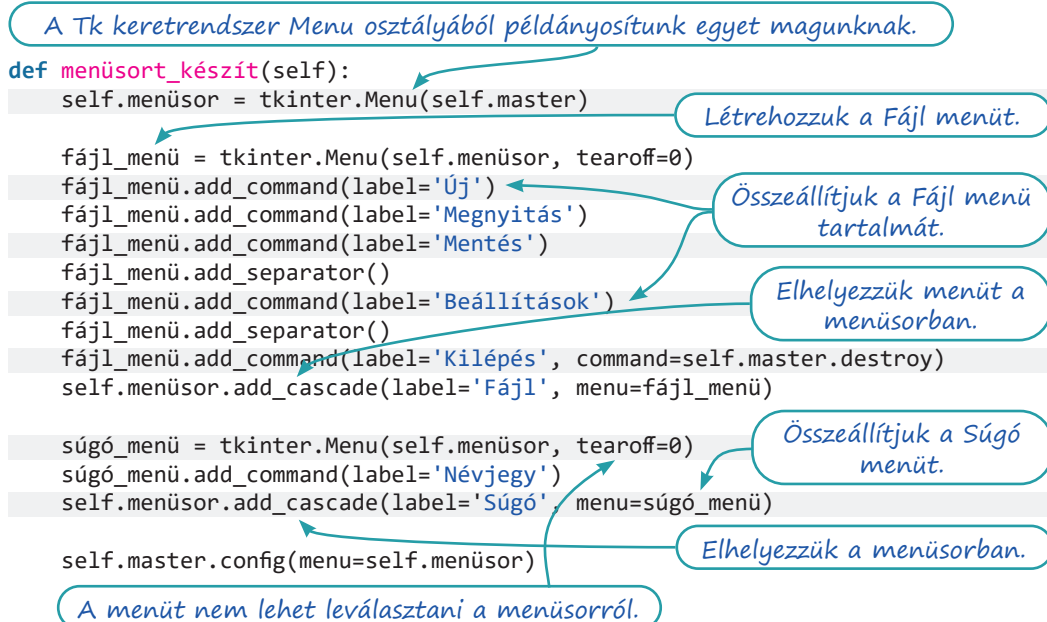 A Tk keretrendszer Menu osztályából példányosítunk egyet magunknak.
def menüsort_készít(self):
    self.menüsor = tkinter.Menu(self.master)
Létrehozzuk a Fájl menüt.
    fájl_menü = tkinter.Menu(self.menüsor, tearoff=0)
    fájl_menü.add_command(label='Új')
    fájl_menü.add_command(label='Megnyitás')
    fájl_menü.add_command(label='Mentés')
    fájl_menü.add_separator()
    fájl_menü.add_command(label='Beállítások')
    fájl_menü.add_separator()
    fájl_menü.add_command(label='Kilépés', command=self.master.destroy)
    self.menüsor.add_cascade(label='Fájl', menu=fájl_menü)
Összeállítjuk a Fájl menü
tartalmát.
Elhelyezzük menüt a
menüsorban.
    súgó_menü = tkinter.Menu(self.menüsor, tearoff=0)
    súgó_menü.add_command(label='Névjegy')
    self.menüsor.add_cascade(label='Súgó', menu=súgó_menü)
Összeállítjuk a Súgó
menüt.
    self.master.config(menu=self.menüsor)
Elhelyezzük a menüsorban.
A menüt nem lehet leválasztani a menüsorról.